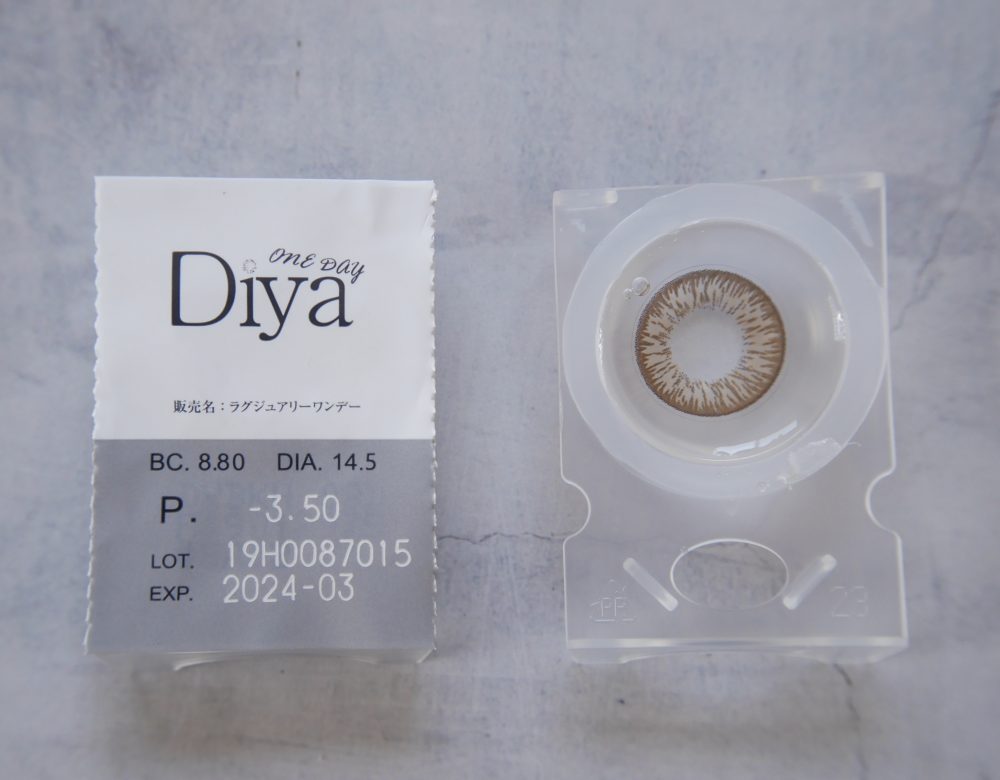 ONE DAY
Diya
販売名：ラグジュアリーワンデー
BC. 8.80 DIA. 14.5
P. -3.50
LOT. 19H0087015
EXP. 2024-03
PP 23